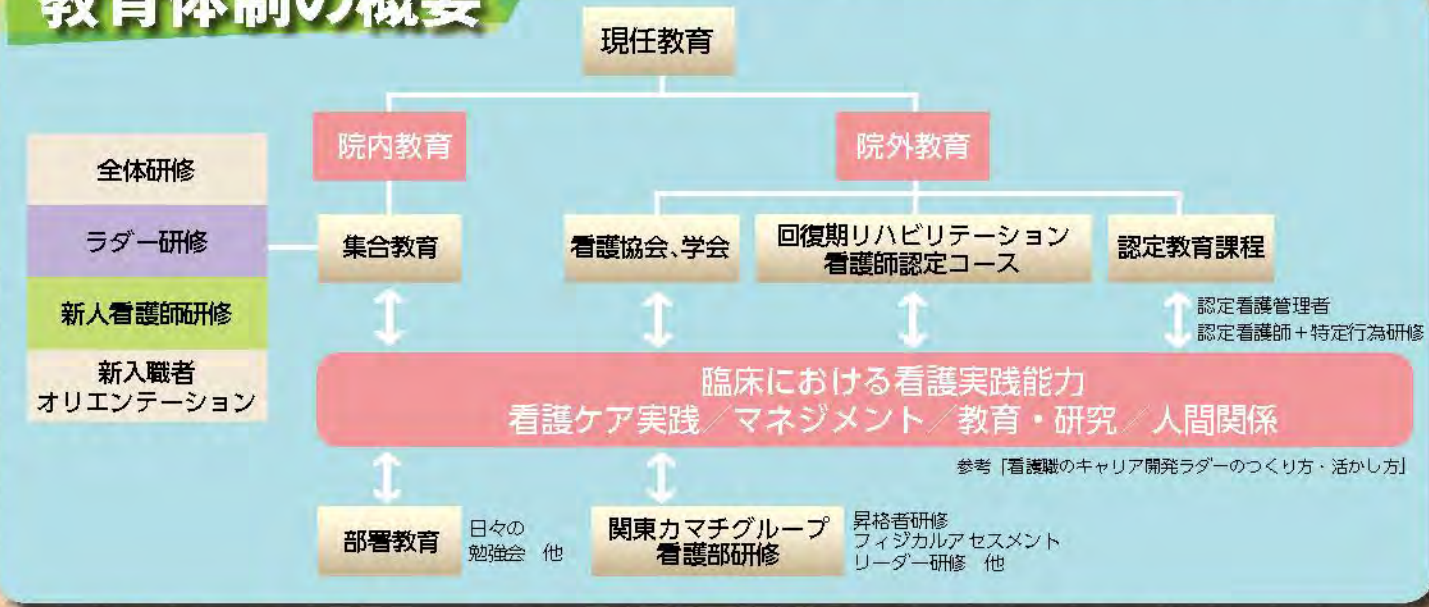 教育体制の概要
現任教育
院内教育
院外教育
全体研修
ラダー研修
新人看護師研修
新入職者
オリエンテーション
集合教育
看護協会、学会
回復期リハビリテーション
看護師認定コース
認定教育課程
認定看護管理者
認定看護師＋特定行為研修
臨床における看護実践能力
看護ケア実践／マネジメント／教育・研究／人間関係
参考「看護職のキャリア開発ラダーのつくり方・活かし方」
部署教育
日々の
勉強会 他
関東カマチグループ
看護部研修
昇格者研修
フィジカルアセスメント
リーダー研修 他